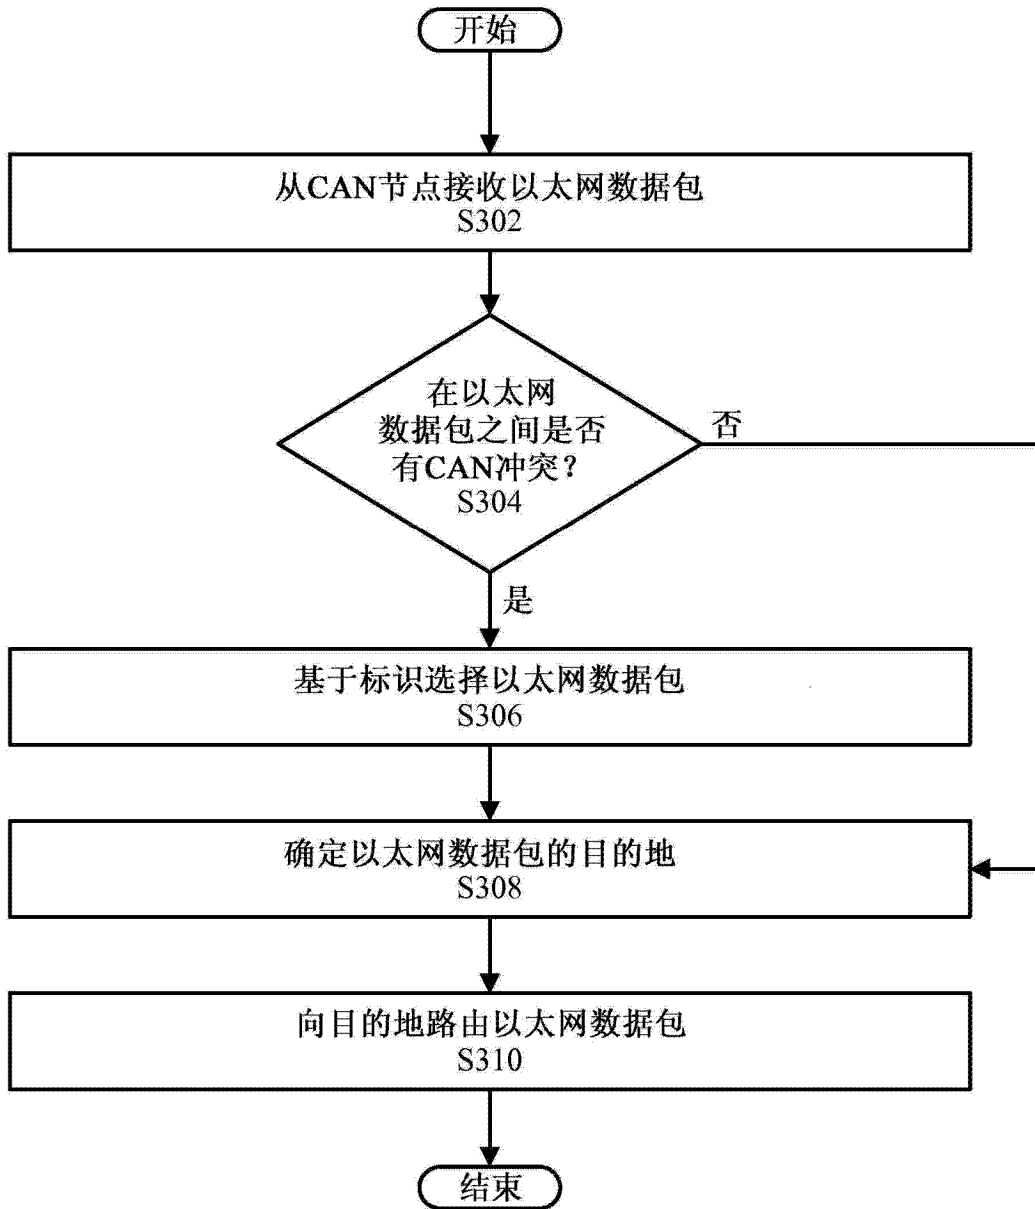 开始
从CAN节点接收以太网数据包
S302
在以太网
数据包之间是否
有CAN冲突？
S304
否
是
基于标识选择以太网数据包
S306
确定以太网数据包的目的地
S308
向目的地路由以太网数据包
S310
结束